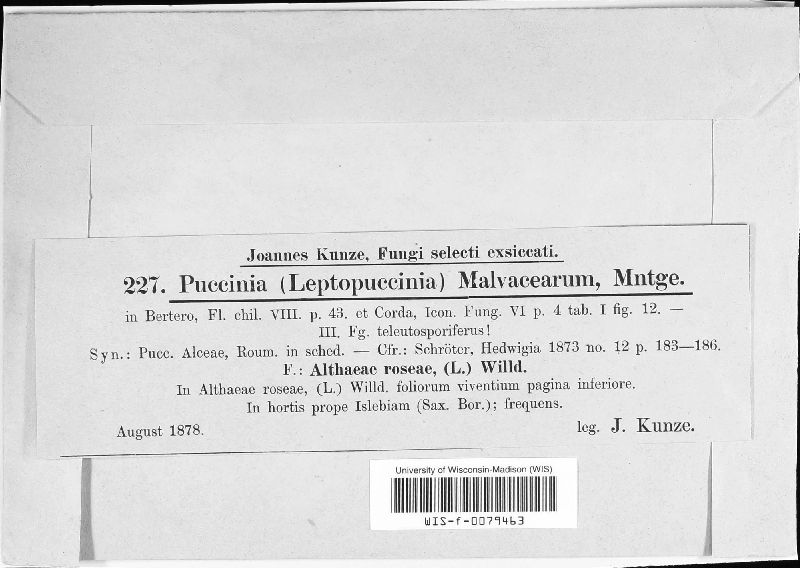 Joannes Kunze, Fungi selecti exsiccati.
227. Puccinia (Leptopuccinia) Malvacearum, Mntge.
in Bertero, Fl. chil. VIII. p. 43. et Corda, Icon. Fung. VI p. 4 tab. I fig. 12. —
III. Fg. teleutosporiferus!
Syn.: Pucc. Alceae, Roum. in sched. — Cfr.: Schröter, Hedwigia 1873 no. 12 p. 183—186.
F.: Althaeae roseae, (L.) Willd.
In Althaeae roseae, (L.) Willd. foliorum viventium pagina inferiore.
In hortis prope Islebiam (Sax. Bor.); frequens.
August 1878. leg. J. Kunze.
University of Wisconsin-Madison (WIS)
WIS-f-0079463